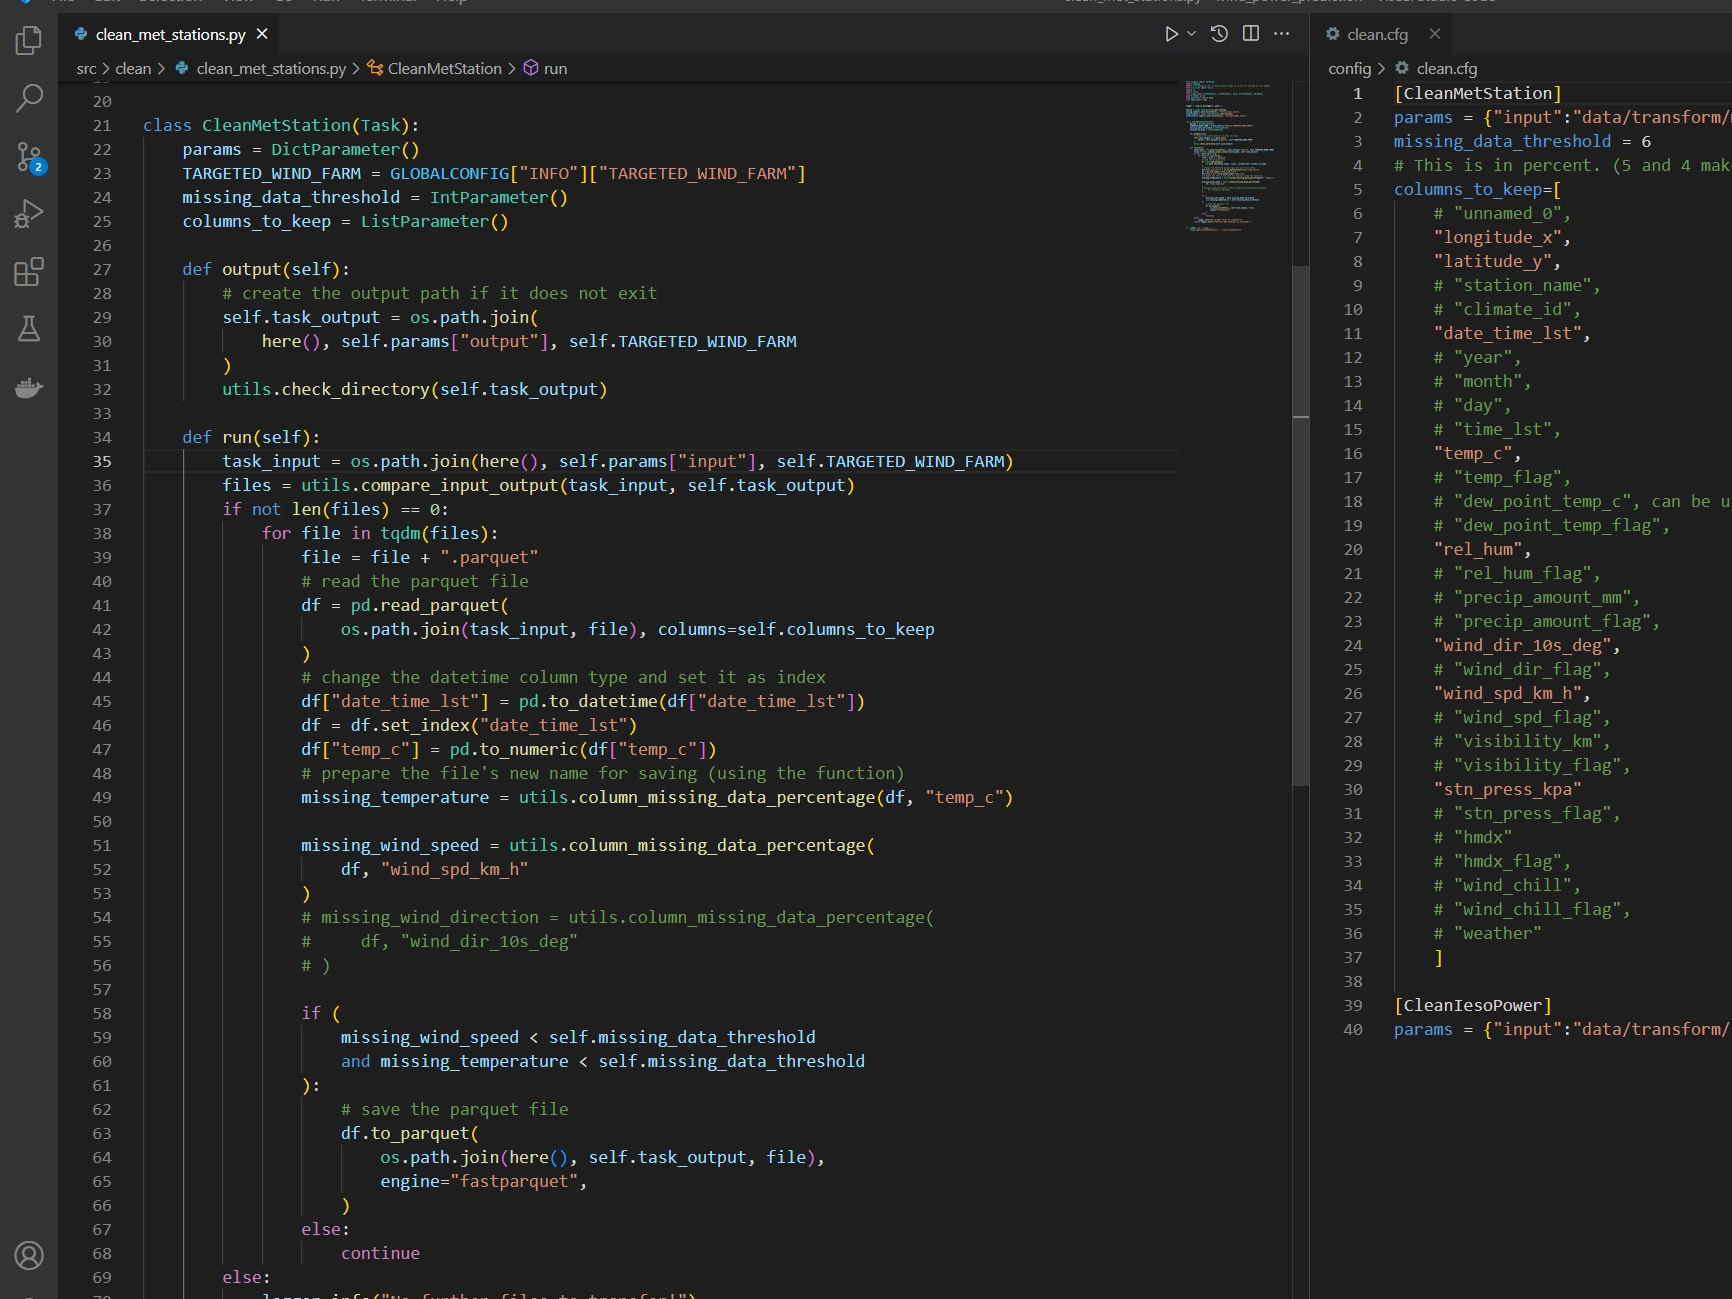 clean_met_stations.py
src > clean > clean_met_stations.py > CleanMetStation > run
20
21 class CleanMetStation(Task):
22 params = DictParameter()
23 TARGETED_WIND_FARM = GLOBALCONFIG["INFO"]["TARGETED_WIND_FARM"]
24 missing_data_threshold = IntParameter()
25 columns_to_keep = ListParameter()
26
27 def output(self):
28 # create the output path if it does not exit
29 self.task_output = os.path.join(
30 here(), self.params["output"], self.TARGETED_WIND_FARM
31 )
32 utils.check_directory(self.task_output)
33
34 def run(self):
35 task_input = os.path.join(here(), self.params["input"], self.TARGETED_WIND_FARM)
36 files = utils.compare_input_output(task_input, self.task_output)
37 if not len(files) == 0:
38 for file in tqdm(files):
39 file = file + ".parquet"
40 # read the parquet file
41 df = pd.read_parquet(
42 os.path.join(task_input, file), columns=self.columns_to_keep
43 )
44 # change the datetime column type and set it as index
45 df["date_time_lst"] = pd.to_datetime(df["date_time_lst"])
46 df = df.set_index("date_time_lst")
47 df["temp_c"] = pd.to_numeric(df["temp_c"])
48 # prepare the file's new name for saving (using the function)
49 missing_temperature = utils.column_missing_data_percentage(df, "temp_c")
50
51 missing_wind_speed = utils.column_missing_data_percentage(
52 df, "wind_spd_km_h"
53 )
54 # missing_wind_direction = utils.column_missing_data_percentage(
55 #     df, "wind_dir_10s_deg"
56 # )
57
58 if (
59 missing_wind_speed < self.missing_data_threshold
60 and missing_temperature < self.missing_data_threshold
61 ):
62 # save the parquet file
63 df.to_parquet(
64 os.path.join(here(), self.task_output, file),
65 engine="fastparquet",
66 )
67 else:
68 continue
69 else:
2
clean.cfg
config > clean.cfg
1 [CleanMetStation]
2 params = {"input":"data/transform/
3 missing_data_threshold = 6
4 # This is in percent. (5 and 4 mak
5 columns_to_keep=[
6 # "unnamed_0",
7 "longitude_x",
8 "latitude_y",
9 # "station_name",
10 # "climate_id",
11 "date_time_lst",
12 # "year",
13 # "month",
14 # "day",
15 # "time_lst",
16 "temp_c",
17 # "temp_flag",
18 # "dew_point_temp_c", can be u
19 # "dew_point_temp_flag",
20 "rel_hum",
21 # "rel_hum_flag",
22 # "precip_amount_mm",
23 # "precip_amount_flag",
24 "wind_dir_10s_deg",
25 # "wind_dir_flag",
26 "wind_spd_km_h",
27 # "wind_spd_flag",
28 # "visibility_km",
29 # "visibility_flag",
30 "stn_press_kpa"
31 # "stn_press_flag",
32 # "hmdx"
33 # "hmdx_flag",
34 # "wind_chill",
35 # "wind_chill_flag",
36 # "weather"
37 ]
38
39 [CleanIesoPower]
40 params = {"input":"data/transform/